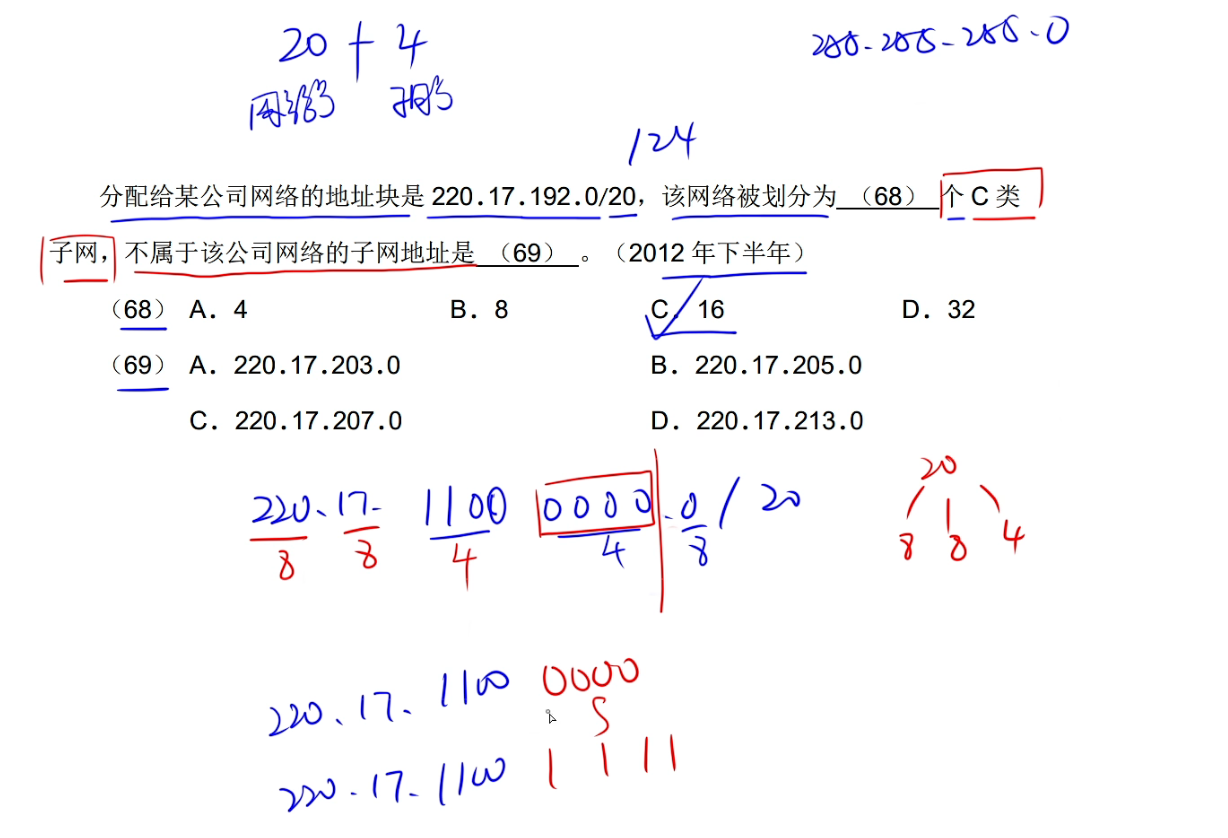 20 + 4
255.255.255.0
网络号 子网号
/24
分配给某公司网络的地址块是 220.17.192.0/20，该网络被划分为 （68） 个 C 类
子网，不属于该公司网络的子网地址是 （69） 。（2012 年下半年）
（68） A. 4 B. 8 C. 16 D. 32
（69） A. 220.17.203.0 B. 220.17.205.0
C. 220.17.207.0 D. 220.17.213.0
20
220.17.1100 0000.0/20
8 8 4
8 8 4 4 8
220.17.1100 0000
220.17.1100 1111